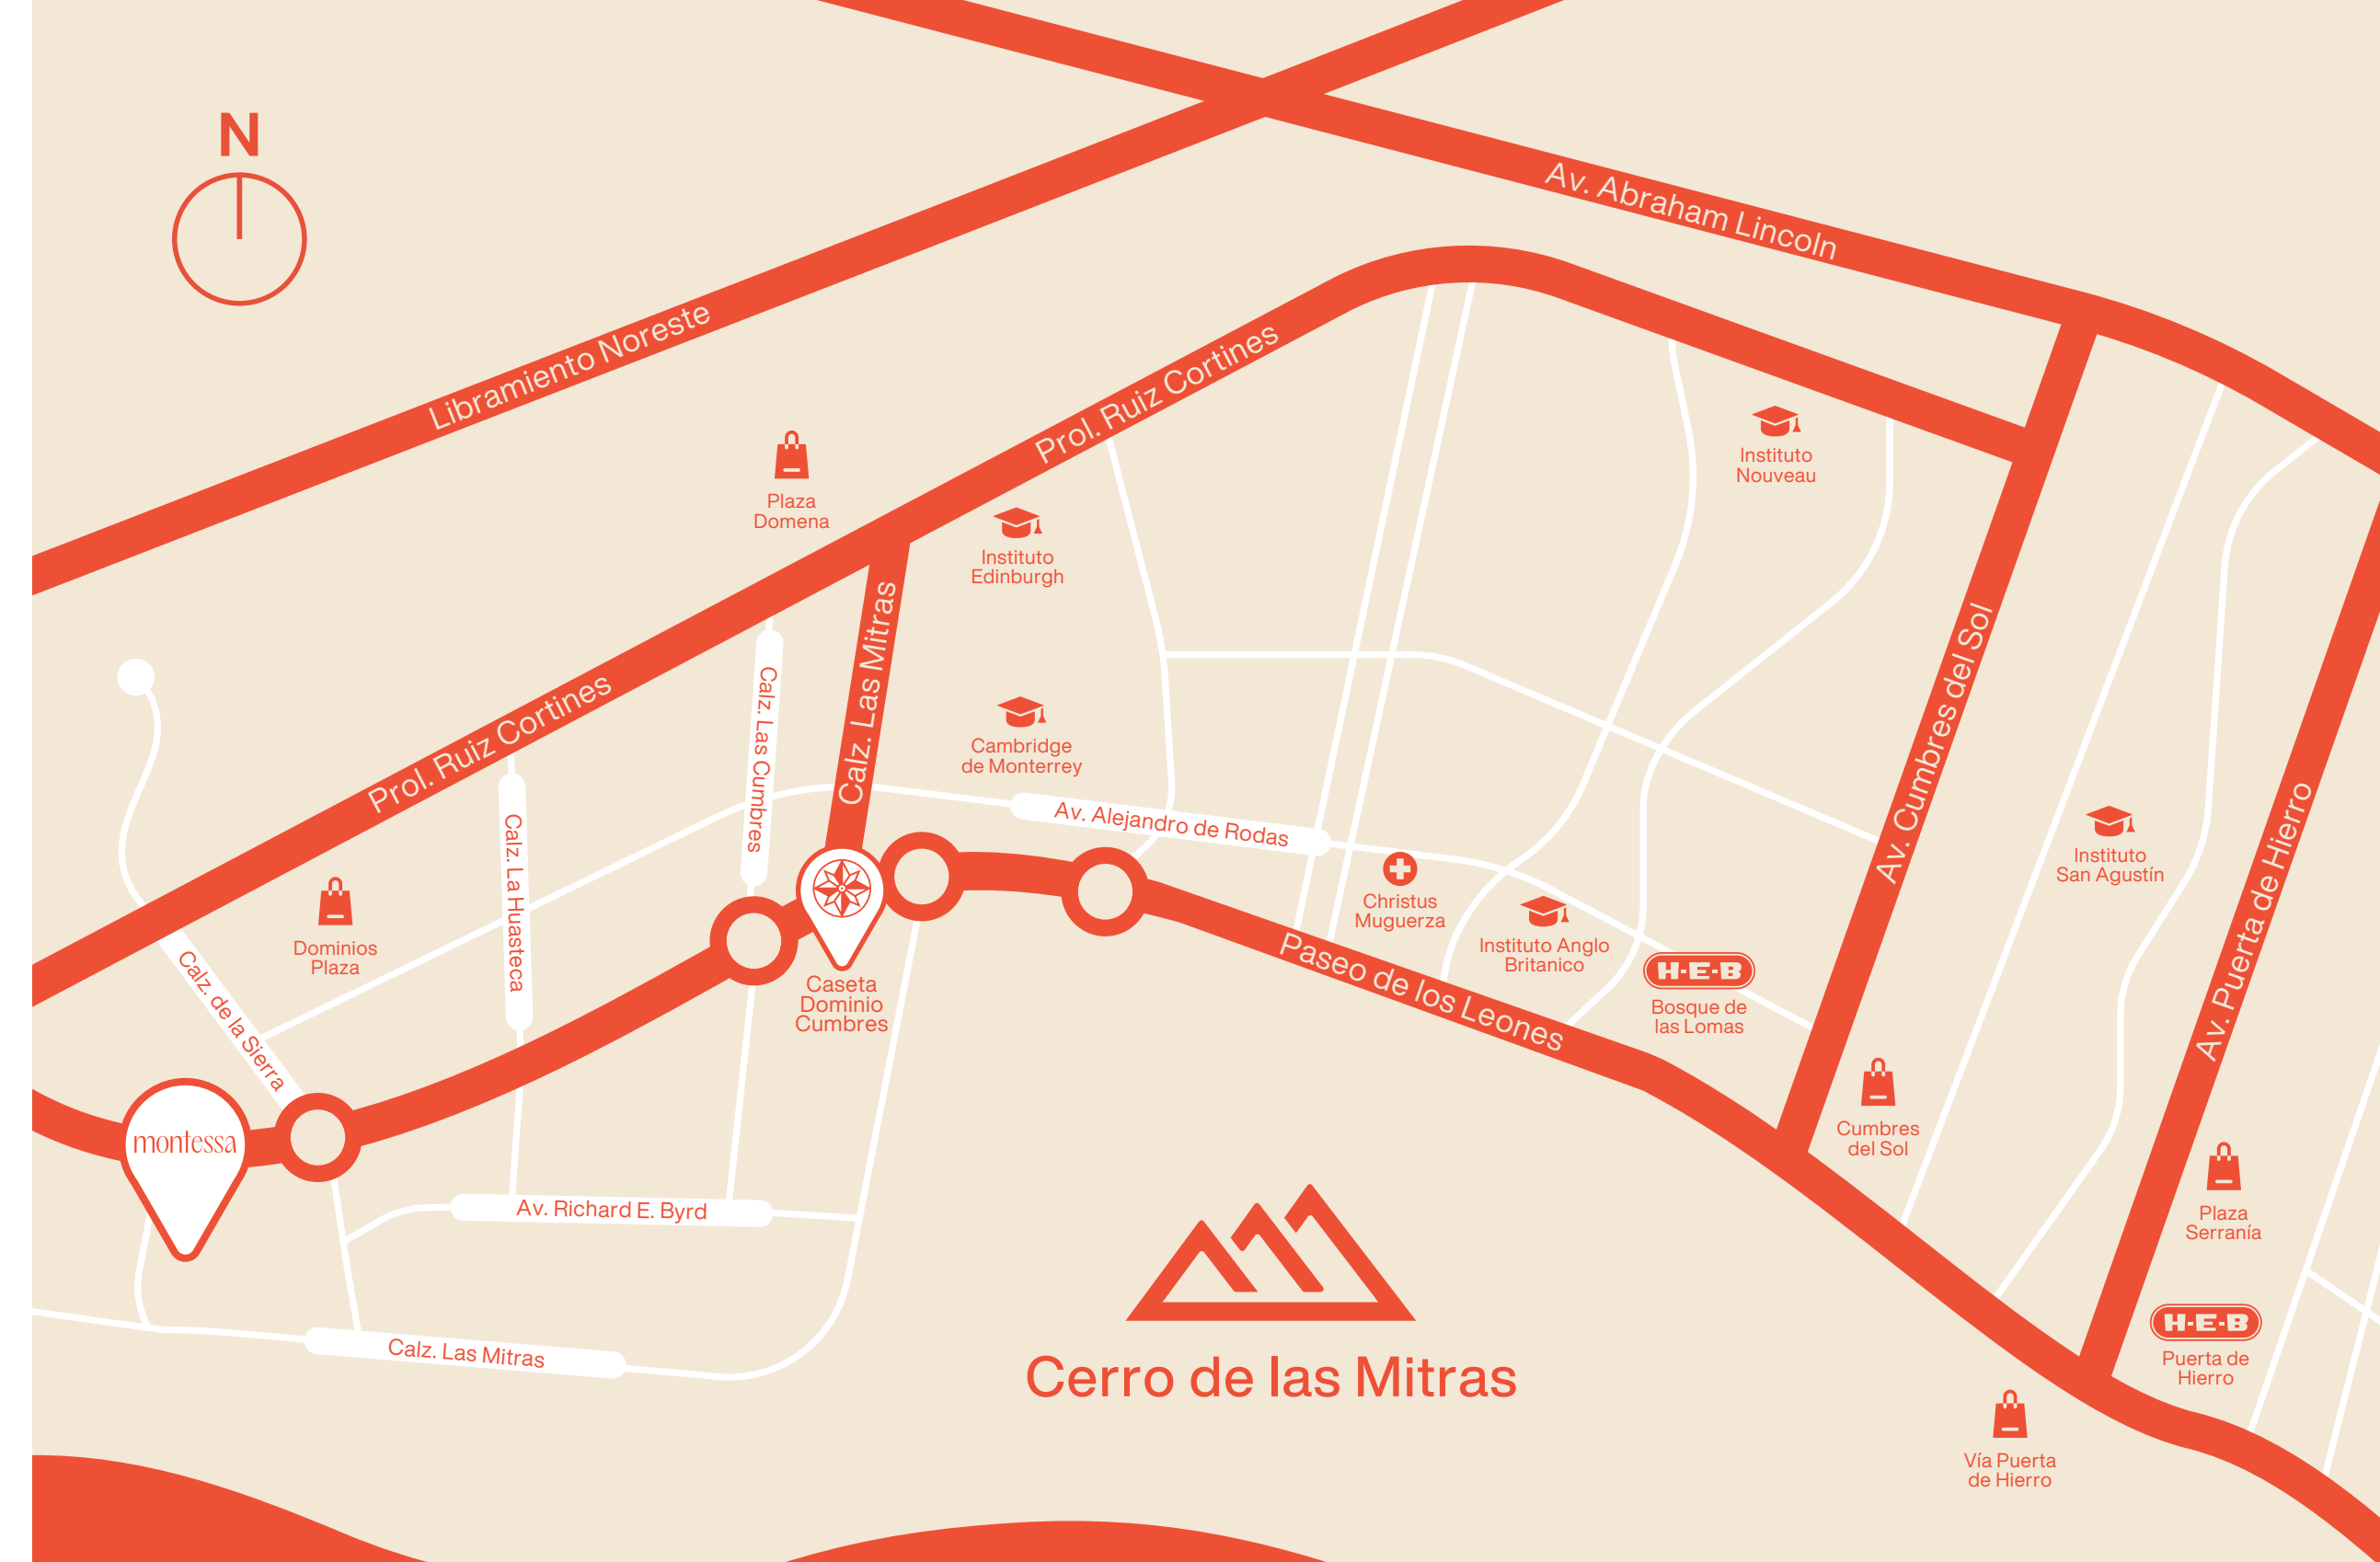 N
Av. Abraham Lincoln
Libramiento Noreste
Prol. Ruiz Cortines
Instituto
Nouveau
Plaza
Domena
Instituto
Edinburgh
Calz. Las Mitras
Calz. Las Cumbres
Prol. Ruiz Cortines
Cambridge
de Monterrey
Av. Cumbres del Sol
Av. Alejandro de Rodas
Calz. La Huasteca
Instituto
San Agustín
Av. Puerta de Hierro
Christus
Muguerza
Dominios
Plaza
Instituto Anglo
Britanico
H-E-B
Bosque de
las Lomas
Paseo de los Leones
Caseta
Dominio
Cumbres
Calz. de la Sierra
Cumbres
del Sol
montessa
Av. Richard E. Byrd
Plaza
Serranía
H-E-B
Puerta de
Hierro
Calz. Las Mitras
Cerro de las Mitras
Vía Puerta
de Hierro